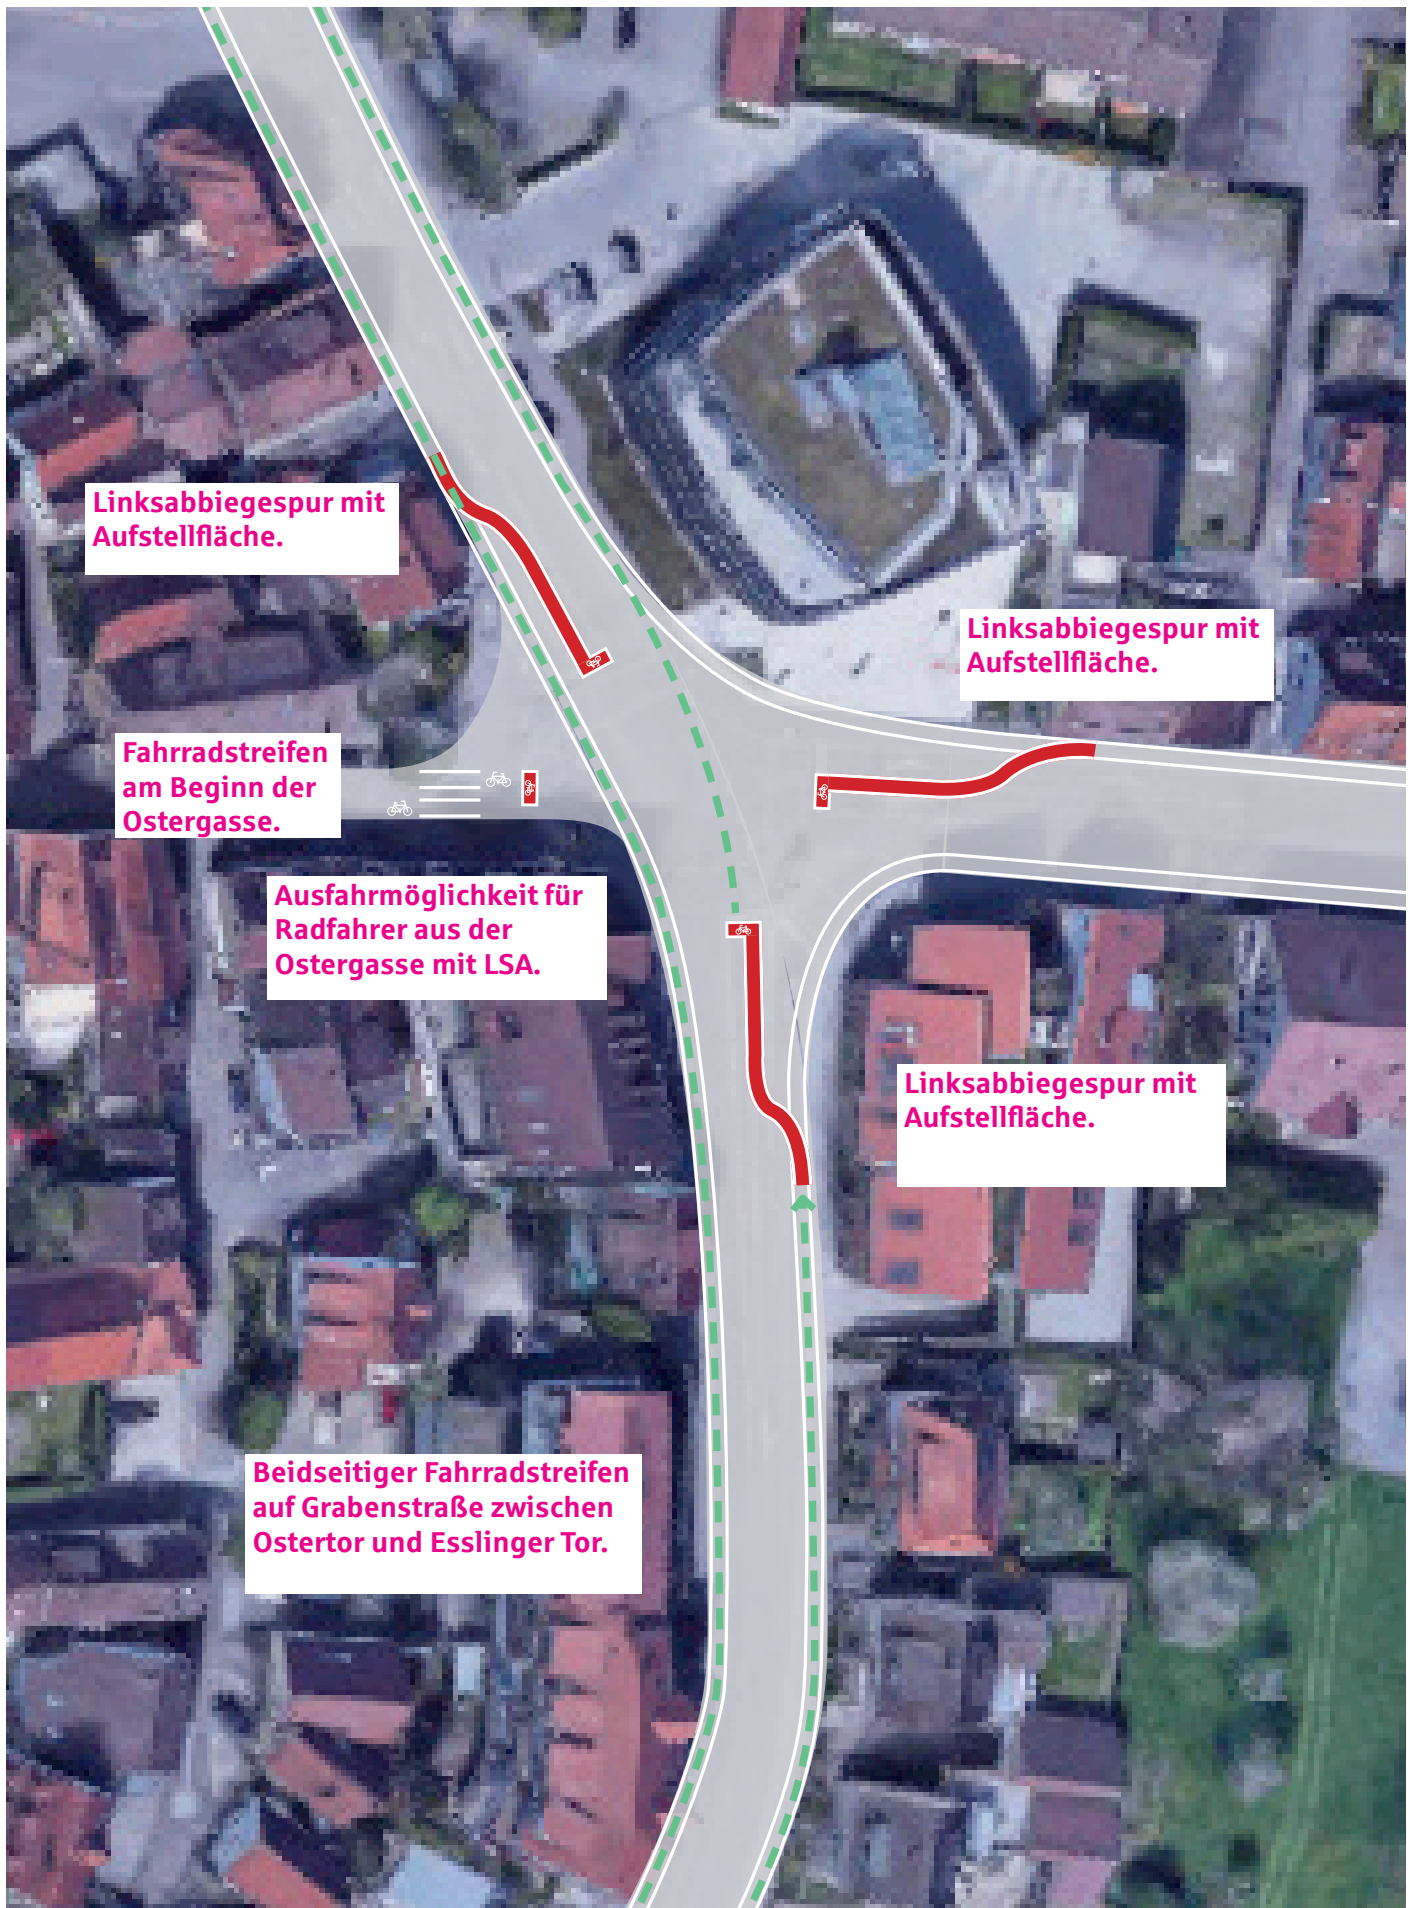 Linksabbiegespur mit
Aufstellfläche.
Linksabbiegespur mit
Aufstellfläche.
Fahrradstreifen
am Beginn der
Ostergasse.
Ausfahrmöglichkeit für
Radfahrer aus der
Ostergasse mit LSA.
Linksabbiegespur mit
Aufstellfläche.
Beidseitiger Fahrradstreifen
auf Grabenstraße zwischen
Ostertor und Esslinger Tor.